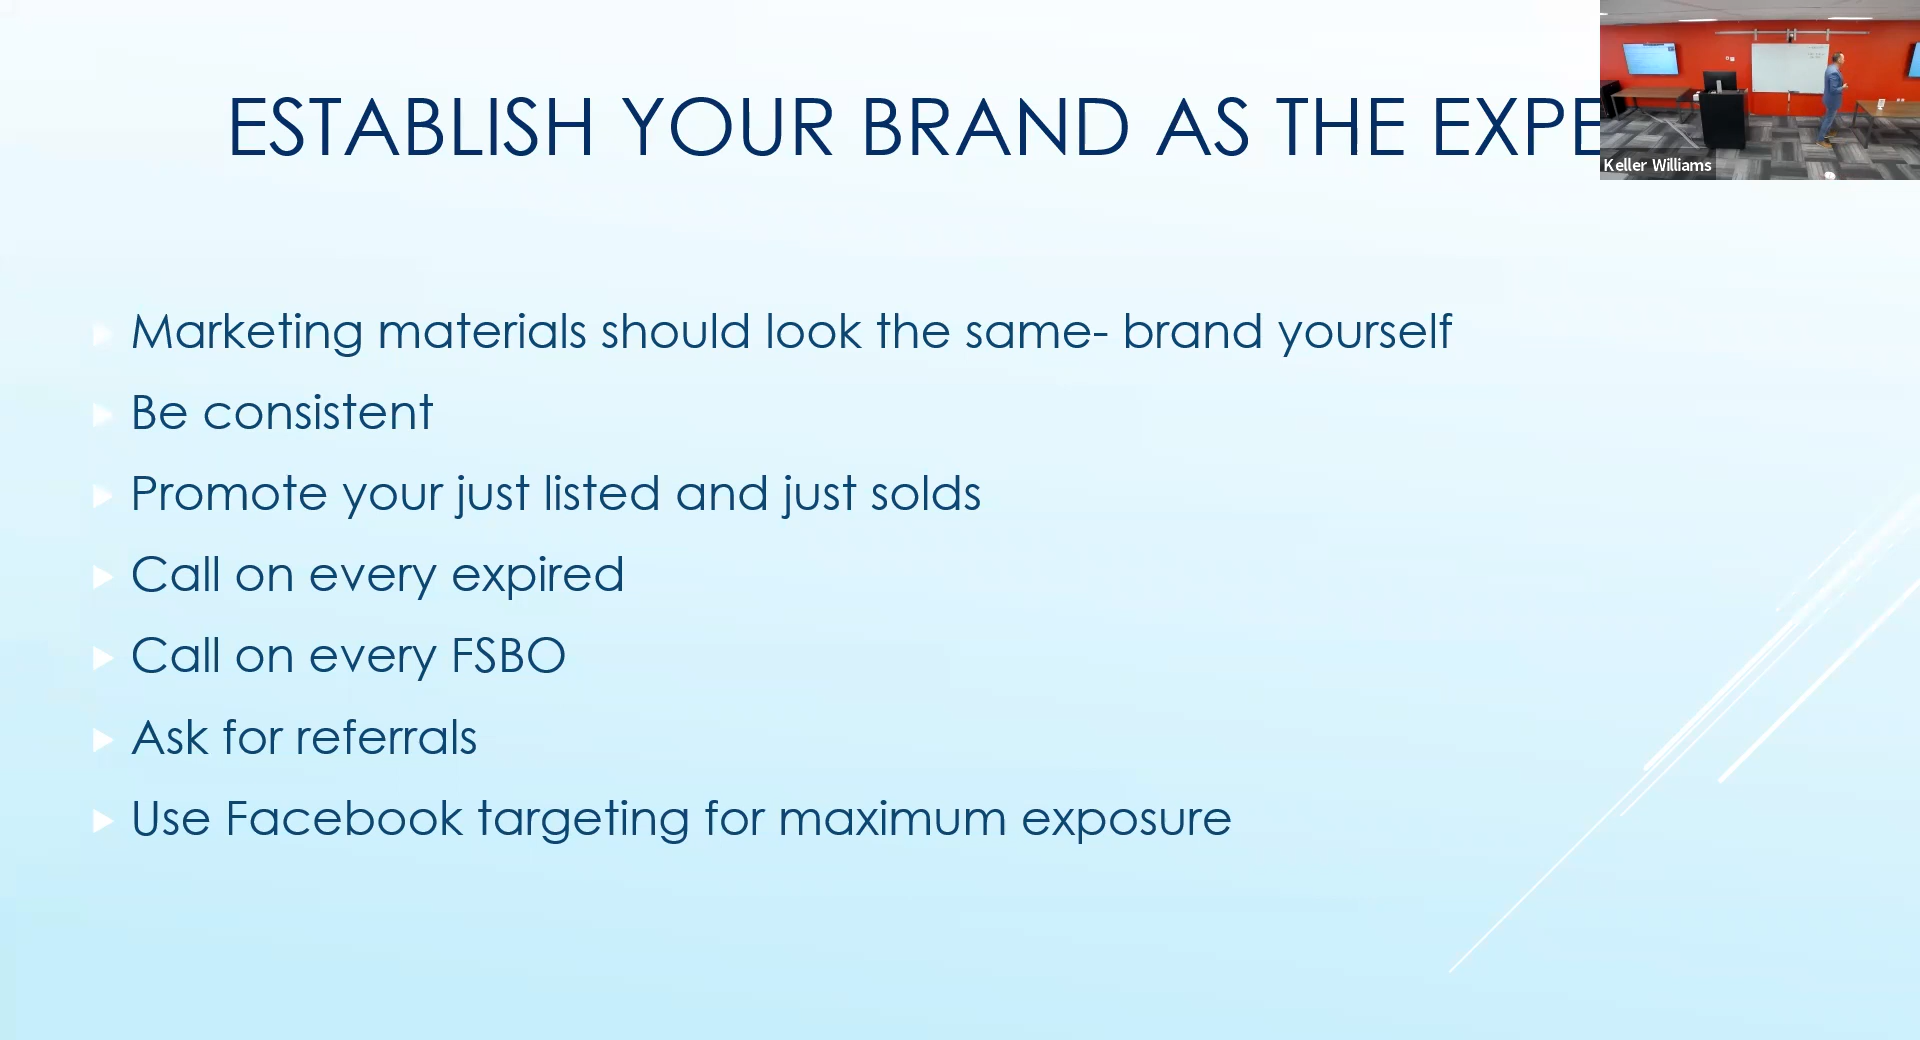 ESTABLISH YOUR BRAND AS THE
Keller Williams
Marketing materials should look the same- brand yourself
Be consistent
Promote your just listed and just solds
Call on every expired
Call on every FSBO
Ask for referrals
Use Facebook targeting for maximum exposure